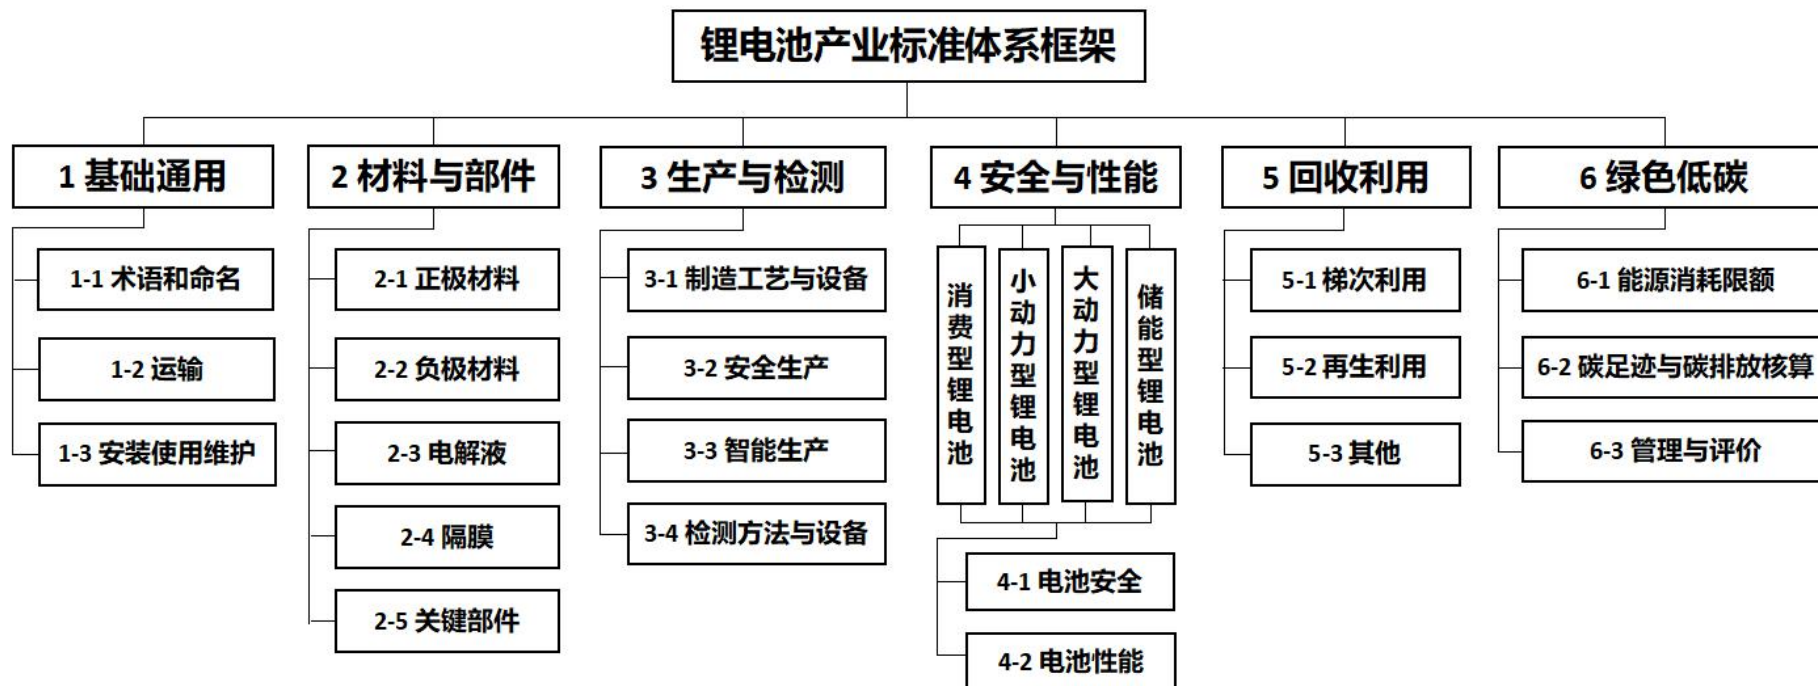 锂电池产业标准体系框架
1 基础通用
2 材料与部件
3 生产与检测
4 安全与性能
5 回收利用
6 绿色低碳
1-1 术语和命名
1-2 运输
1-3 安装使用维护
2-1 正极材料
2-2 负极材料
2-3 电解液
2-4 隔膜
2-5 关键部件
3-1 制造工艺与设备
3-2 安全生产
3-3 智能生产
3-4 检测方法与设备
消费型锂电池
小动力型锂电池
大动力型锂电池
储能型锂电池
4-1 电池安全
4-2 电池性能
5-1 梯次利用
5-2 再生利用
5-3 其他
6-1 能源消耗限额
6-2 碳足迹与碳排放核算
6-3 管理与评价